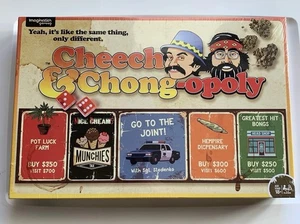 Imagination
gaming
Yeah, it's like the same thing,
only different.
Cheech
& Chong-opoly
POT LUCK
FARM
BUY $350
VISIT $700
ICE CREAM
MUNCHIES
GO TO THE
JOINT!
With Sgt. Stedenko
HEMPIRE
DISPENSARY
BUY $300
VISIT $600
GREATEST HIT
BONGS
BUY $250
VISIT $500